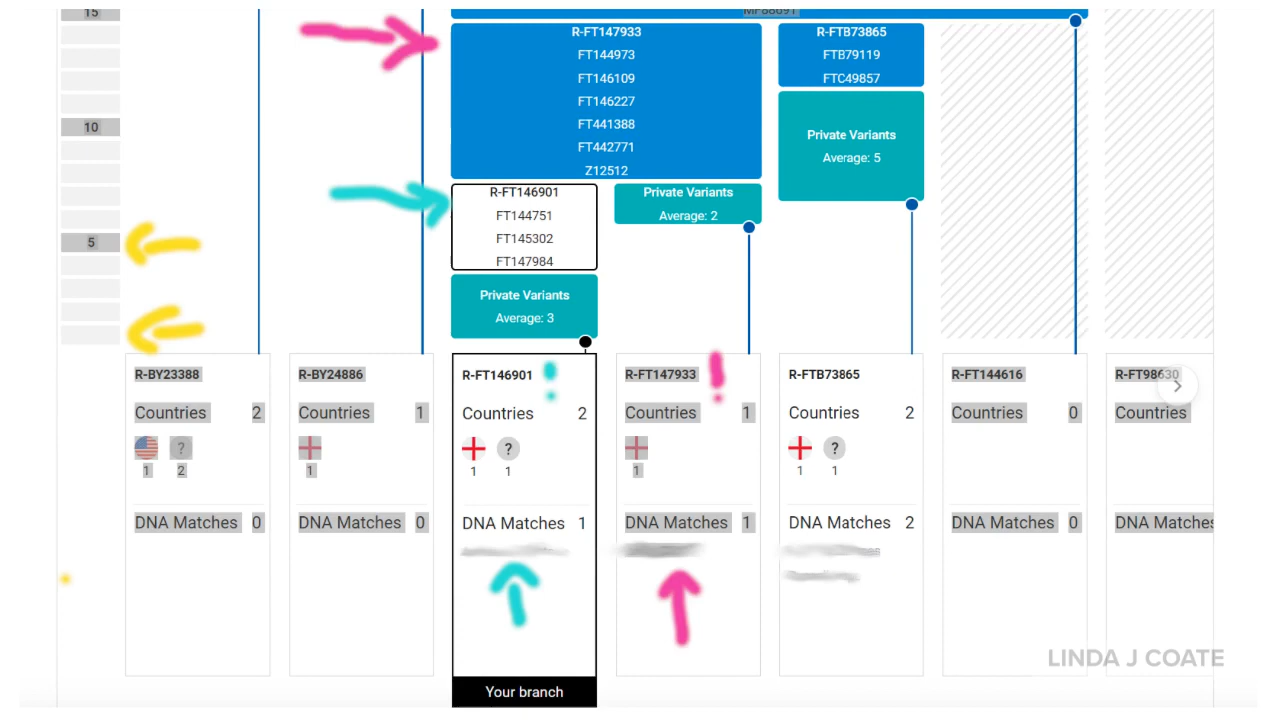 15
10
5
R-FT147933
FT144973
FT146109
FT146227
FT441388
FT442771
Z12512
R-FTB73865
FTB79119
FTC49857
Private Variants
Average: 5
R-FT146901
FT144751
FT145302
FT147984
Private Variants
Average: 2
Private Variants
Average: 3
R-BY23388
Countries 2
? 
1 2
DNA Matches 0
R-BY24886
Countries 1
1
DNA Matches 0
R-FT146901 !
Countries 2
?
1 1
DNA Matches 1
Your branch
R-FT147933 !
Countries 1
1
DNA Matches 1
R-FTB73865
Countries 2
?
1 1
DNA Matches 2
R-FT144616
Countries 0
DNA Matches 0
R-FT98630
Countries
DNA Matches
LINDA J COATE